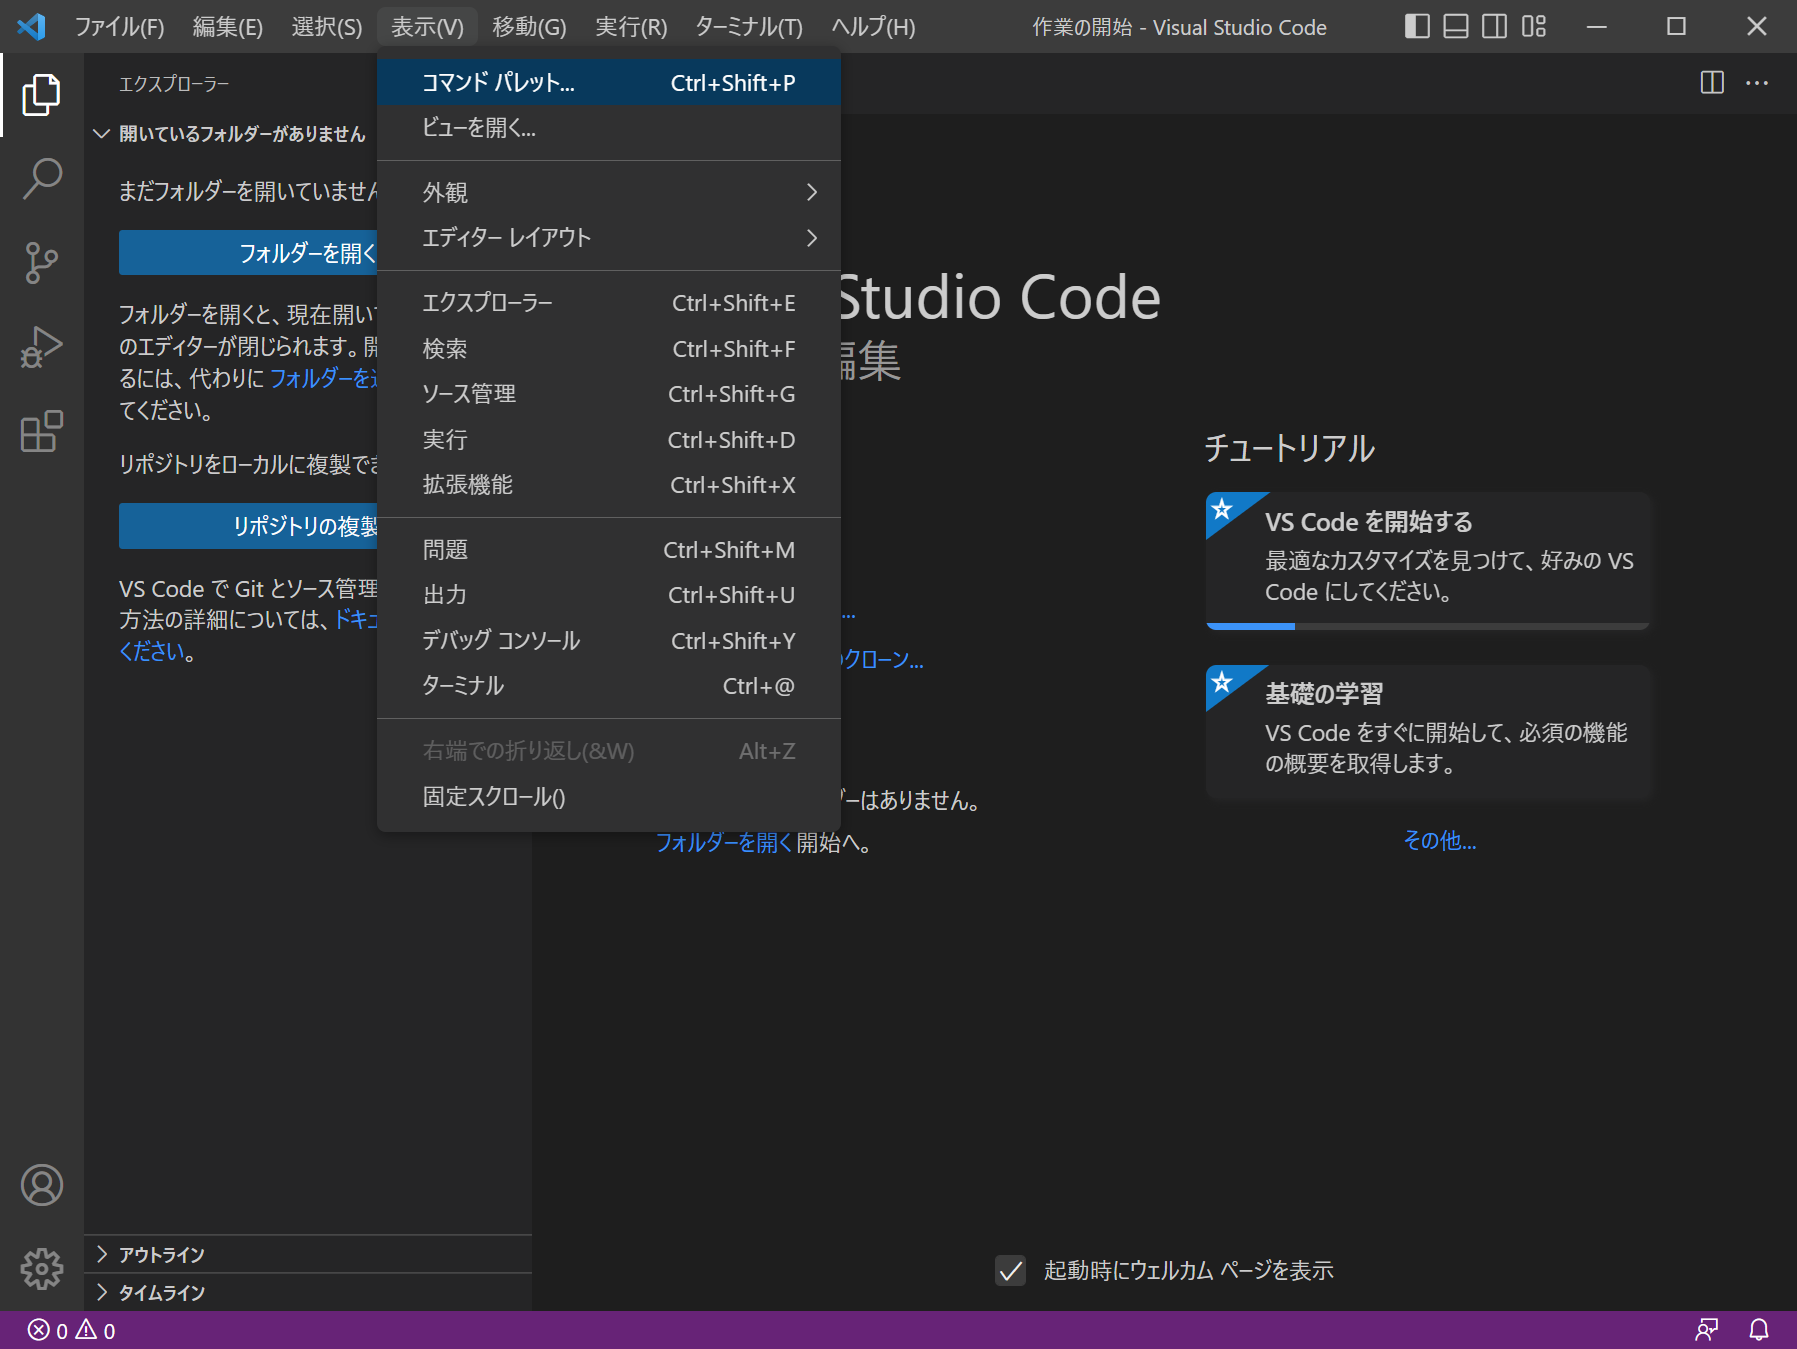 ファイル(F) 編集(E) 選択(S) 表示(V) 移動(G) 実行(R) ターミナル(T) ヘルプ(H) 作業の開始 - Visual Studio Code
エクスプローラー
開いているフォルダーがありません
まだフォルダーを開いていません
フォルダーを開く
フォルダーを開くと、現在開い
のエディターが閉じられます。開
るには、代わりに フォルダーを
てください。
リポジトリをローカルに複製で
リポジトリの複製
VS Code で Git とソース管理
方法の詳細については、ドキュ
ください。
アウトライン
タイムライン
コマンド パレット... Ctrl+Shift+P
ビューを開く...
外観
エディター レイアウト
エクスプローラー Ctrl+Shift+E
検索 Ctrl+Shift+F
ソース管理 Ctrl+Shift+G
実行 Ctrl+Shift+D
拡張機能 Ctrl+Shift+X
問題 Ctrl+Shift+M
出力 Ctrl+Shift+U
デバッグ コンソール Ctrl+Shift+Y
ターミナル Ctrl+@
右端での折り返し(&W) Alt+Z
固定スクロール()
Studio Code
編集
...
クローン...
ーはありません。
フォルダーを開く 開始へ。
チュートリアル
VS Code を開始する
最適なカスタマイズを見つけて、好みの VS
Code にしてください。
基礎の学習
VS Code をすぐに開始して、必須の機能
の概要を取得します。
その他...
起動時にウェルカム ページを表示
0 0